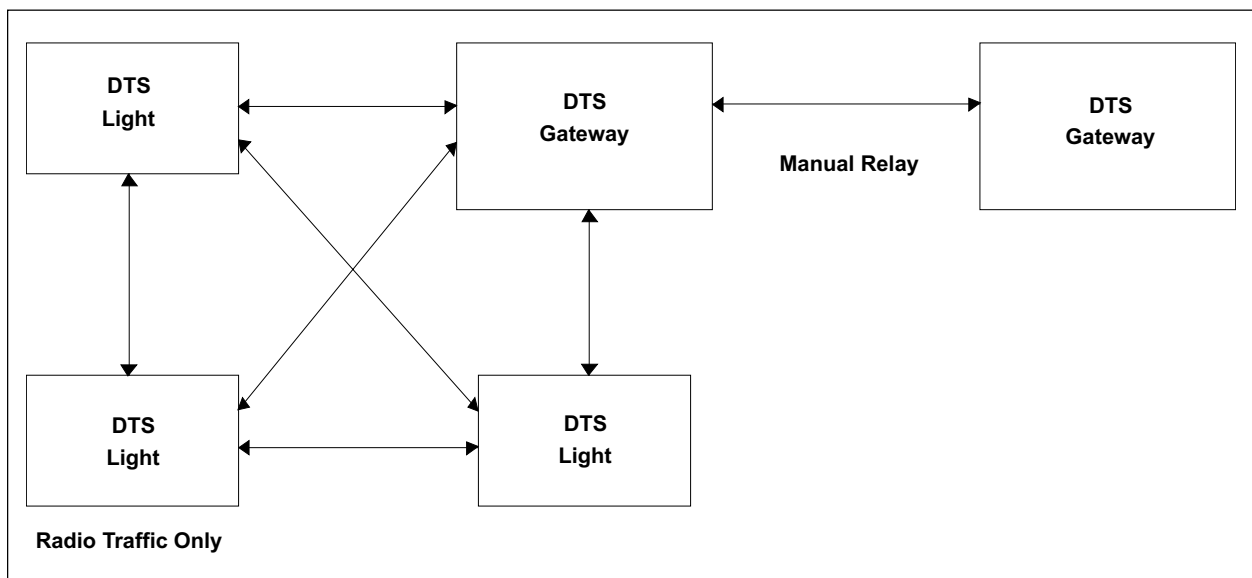 DTS
Light
DTS
Gateway
DTS
Gateway
Manual Relay
DTS
Light
DTS
Light
Radio Traffic Only